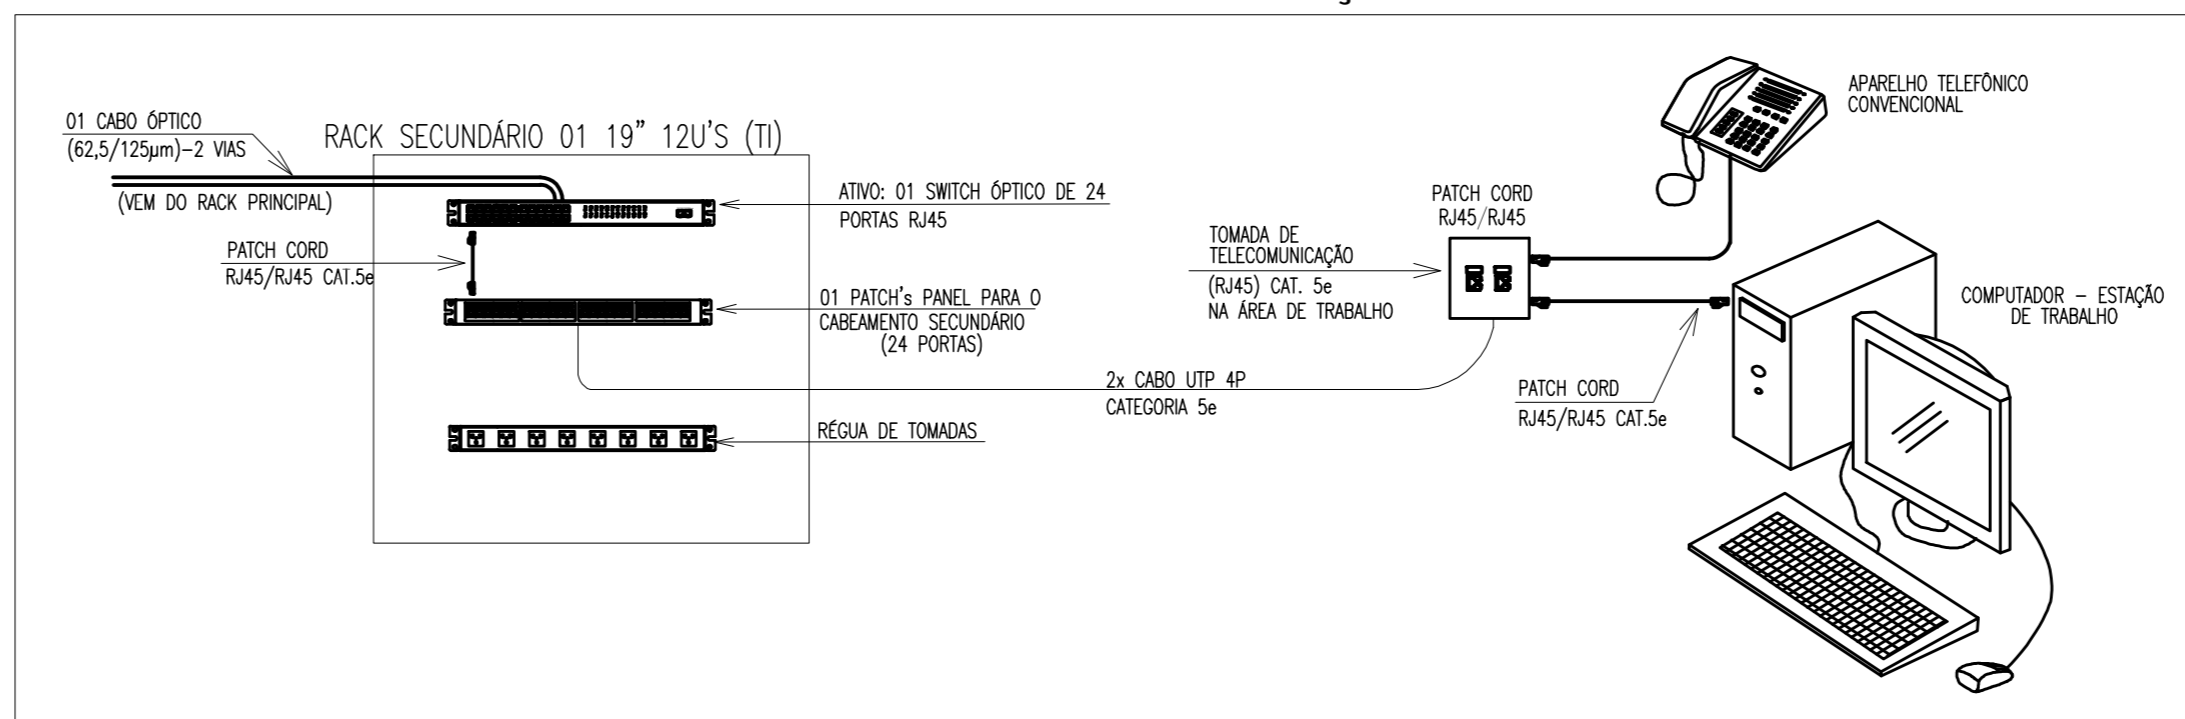 01 CABO ÓPTICO
(62,5/125µm)-2 VIAS
(VEM DO RACK PRINCIPAL)
RACK SECUNDÁRIO 01 19" 12U'S (TI)
PATCH CORD
RJ45/RJ45 CAT.5e
ATIVO: 01 SWITCH ÓPTICO DE 24
PORTAS RJ45
01 PATCH's PANEL PARA O
CABEAMENTO SECUNDÁRIO
(24 PORTAS)
RÉGUA DE TOMADAS
2x CABO UTP 4P
CATEGORIA 5e
TOMADA DE
TELECOMUNICAÇÃO
(RJ45) CAT. 5e
NA ÁREA DE TRABALHO
PATCH CORD
RJ45/RJ45
APARELHO TELEFÔNICO
CONVENCIONAL
COMPUTADOR – ESTAÇÃO
DE TRABALHO
PATCH CORD
RJ45/RJ45 CAT.5e